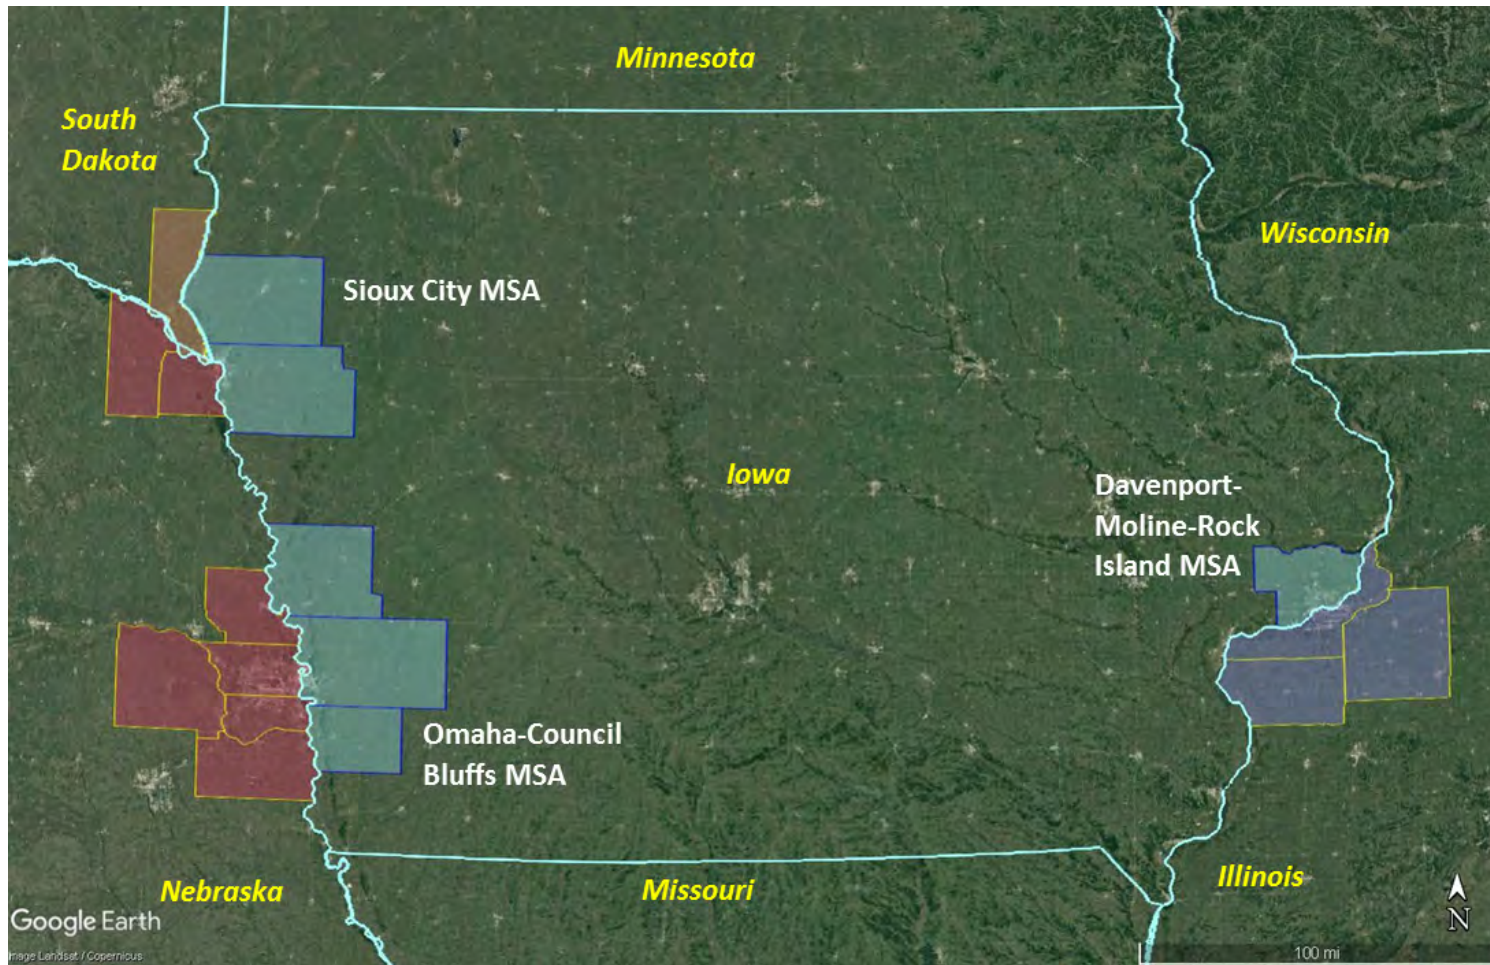 Minnesota
South
Dakota
Wisconsin
Sioux City MSA
Iowa
Davenport-
Moline-Rock
Island MSA
Omaha-Council
Bluffs MSA
Nebraska
Missouri
Illinois
N
Google Earth
mage Landsat / Copernicus
100 mi